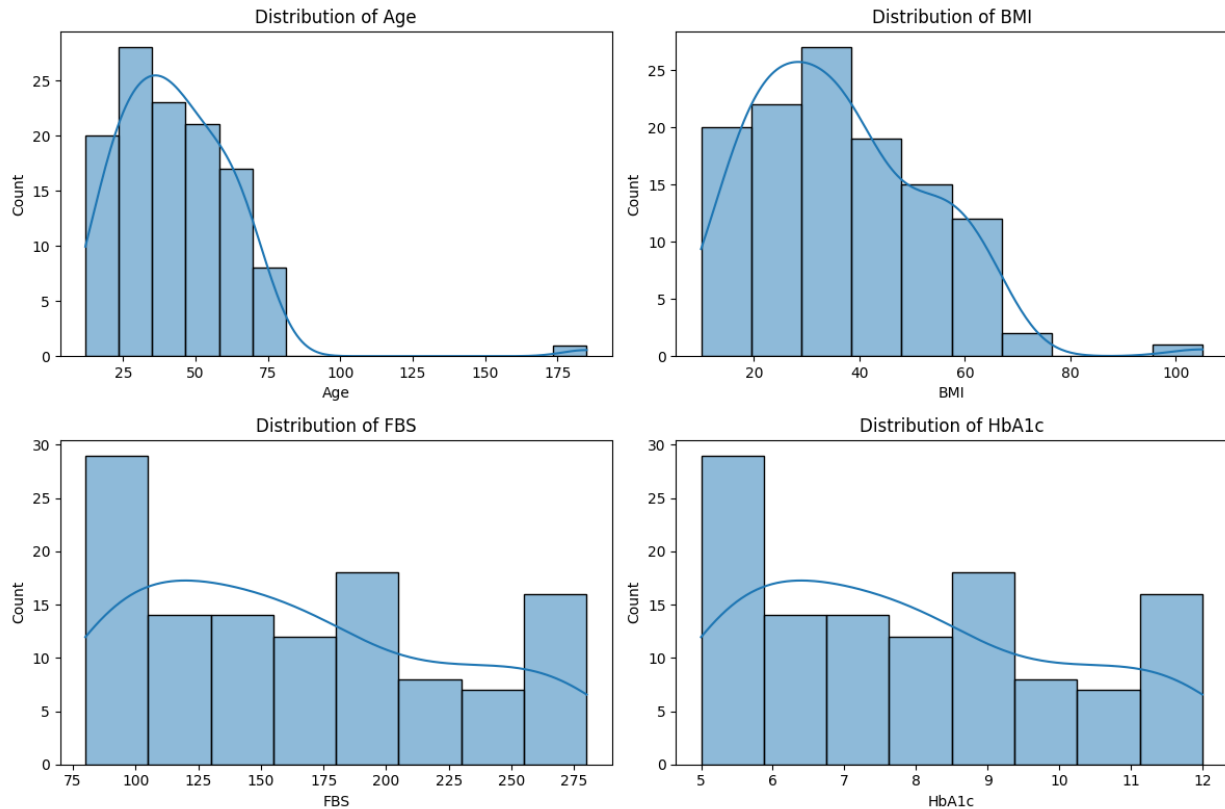 Distribution of Age
Count
25
20
15
10
5
0
25 50 75 100 125 150 175
Age
Distribution of BMI
Count
25
20
15
10
5
0
20 40 60 80 100
BMI
Distribution of FBS
Count
30
25
20
15
10
5
0
75 100 125 150 175 200 225 250 275
FBS
Distribution of HbA1c
Count
30
25
20
15
10
5
0
5 6 7 8 9 10 11 12
HbA1c